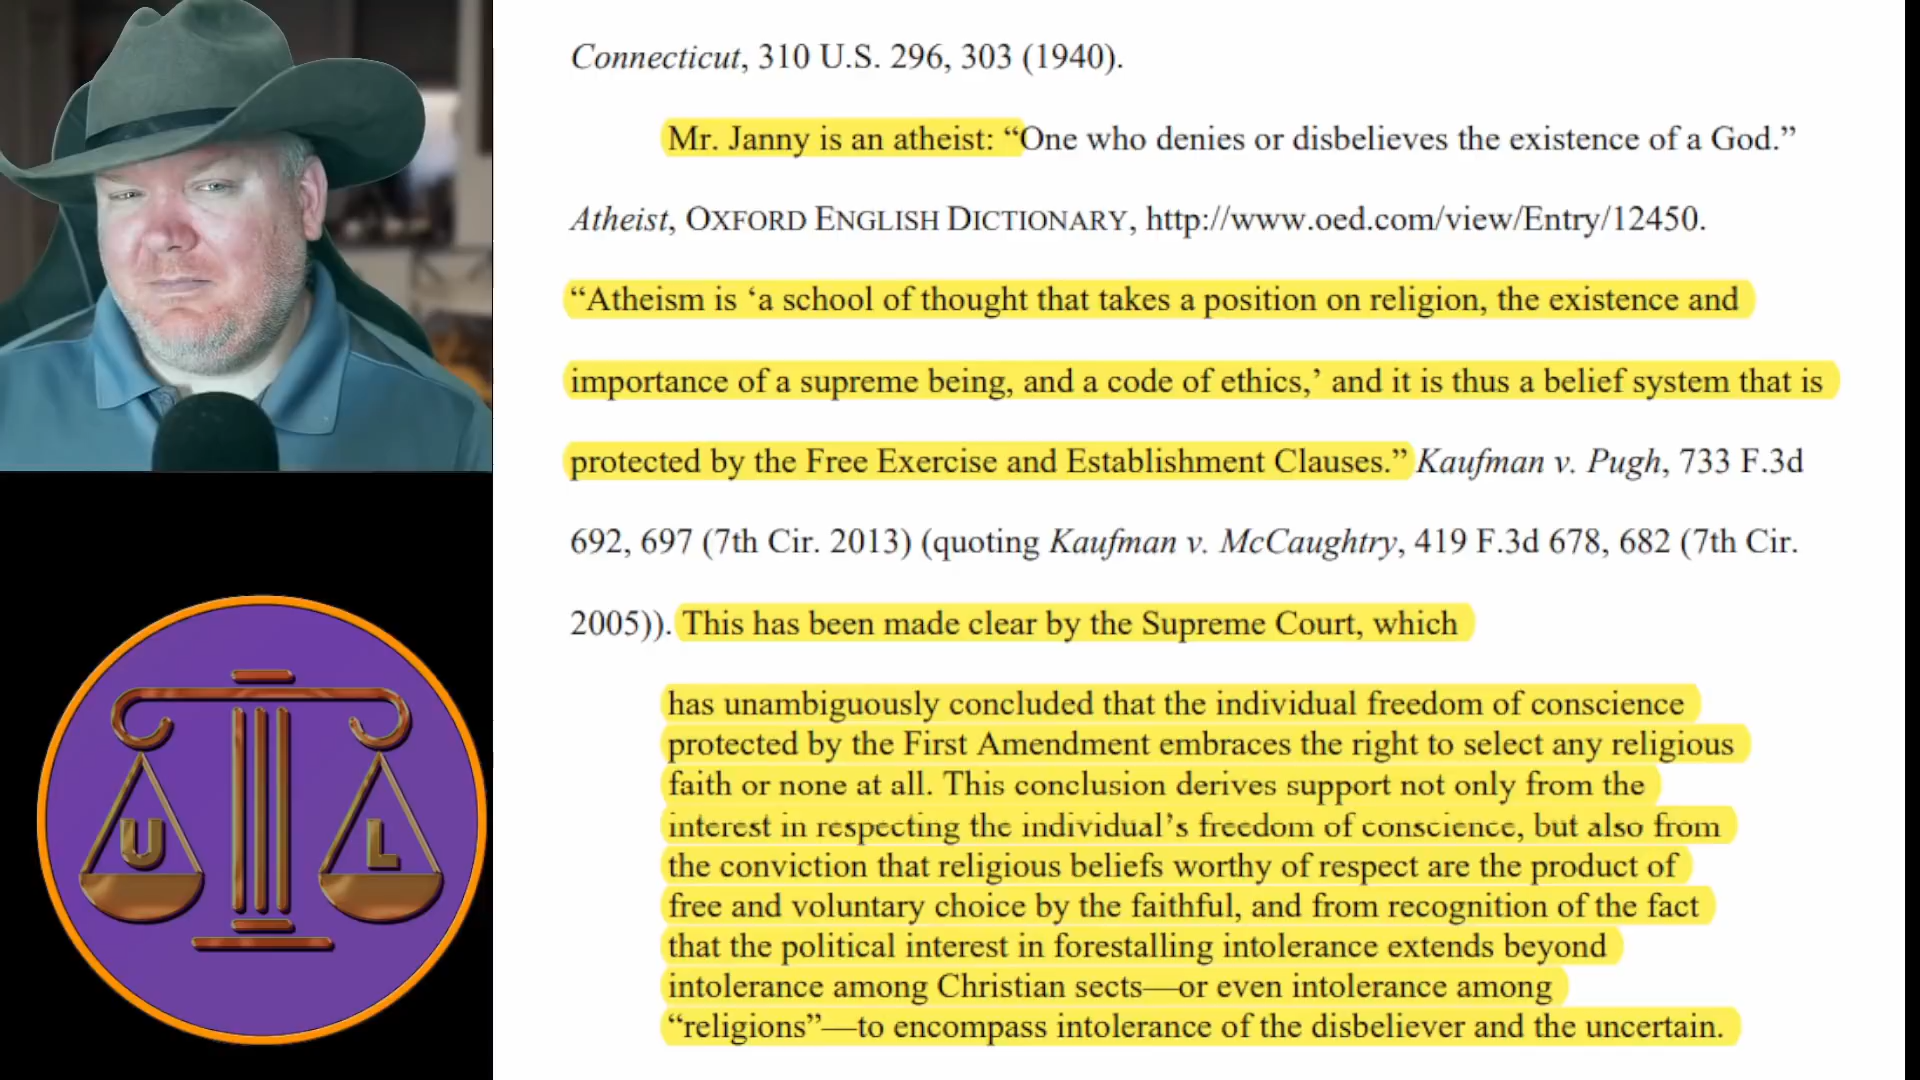 Connecticut, 310 U.S. 296, 303 (1940).
Mr. Janny is an atheist: “One who denies or disbelieves the existence of a God.”
Atheist, OXFORD ENGLISH DICTIONARY, http://www.oed.com/view/Entry/12450.
“Atheism is ‘a school of thought that takes a position on religion, the existence and
importance of a supreme being, and a code of ethics,’ and it is thus a belief system that is
protected by the Free Exercise and Establishment Clauses.” Kaufman v. Pugh, 733 F.3d
692, 697 (7th Cir. 2013) (quoting Kaufman v. McCaughtry, 419 F.3d 678, 682 (7th Cir.
2005)). This has been made clear by the Supreme Court, which
has unambiguously concluded that the individual freedom of conscience
protected by the First Amendment embraces the right to select any religious
faith or none at all. This conclusion derives support not only from the
interest in respecting the individual’s freedom of conscience, but also from
the conviction that religious beliefs worthy of respect are the product of
free and voluntary choice by the faithful, and from recognition of the fact
that the political interest in forestalling intolerance extends beyond
intolerance among Christian sects—or even intolerance among
“religions”—to encompass intolerance of the disbeliever and the uncertain.
U L